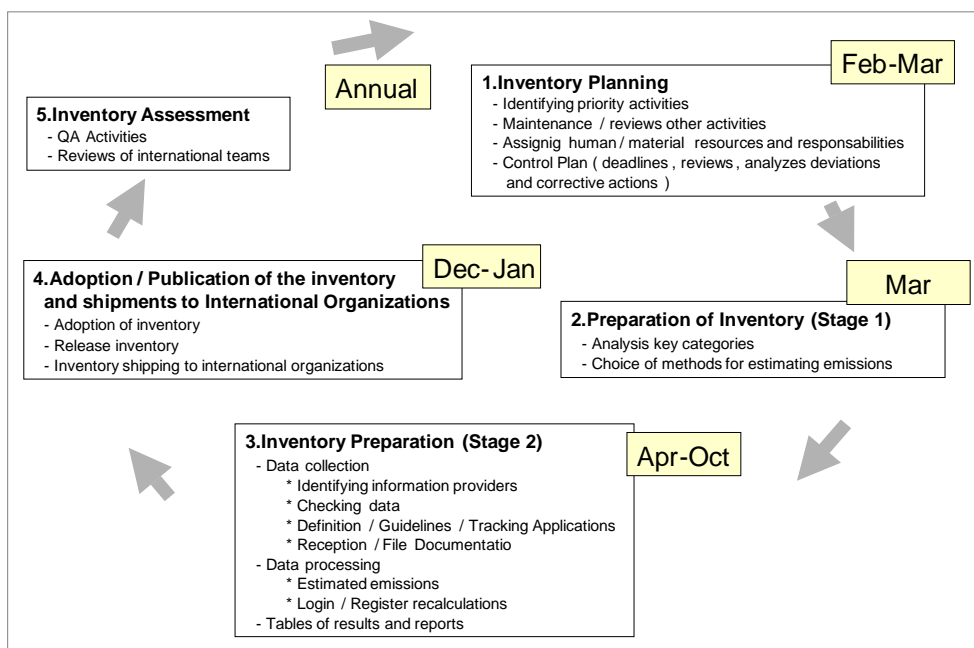 Annual
Feb-Mar
1.Inventory Planning
- Identifying priority activities
- Maintenance / reviews other activities
- Assignig human / material resources and responsabilities
- Control Plan ( deadlines , reviews , analyzes deviations
and corrective actions )
Mar
2.Preparation of Inventory (Stage 1)
- Analysis key categories
- Choice of methods for estimating emissions
Apr-Oct
3.Inventory Preparation (Stage 2)
- Data collection
* Identifying information providers
* Checking data
* Definition / Guidelines / Tracking Applications
* Reception / File Documentatio
- Data processing
* Estimated emissions
* Login / Register recalculations
- Tables of results and reports
Dec-Jan
4.Adoption / Publication of the inventory
and shipments to International Organizations
- Adoption of inventory
- Release inventory
- Inventory shipping to international organizations
5.Inventory Assessment
- QA Activities
- Reviews of international teams